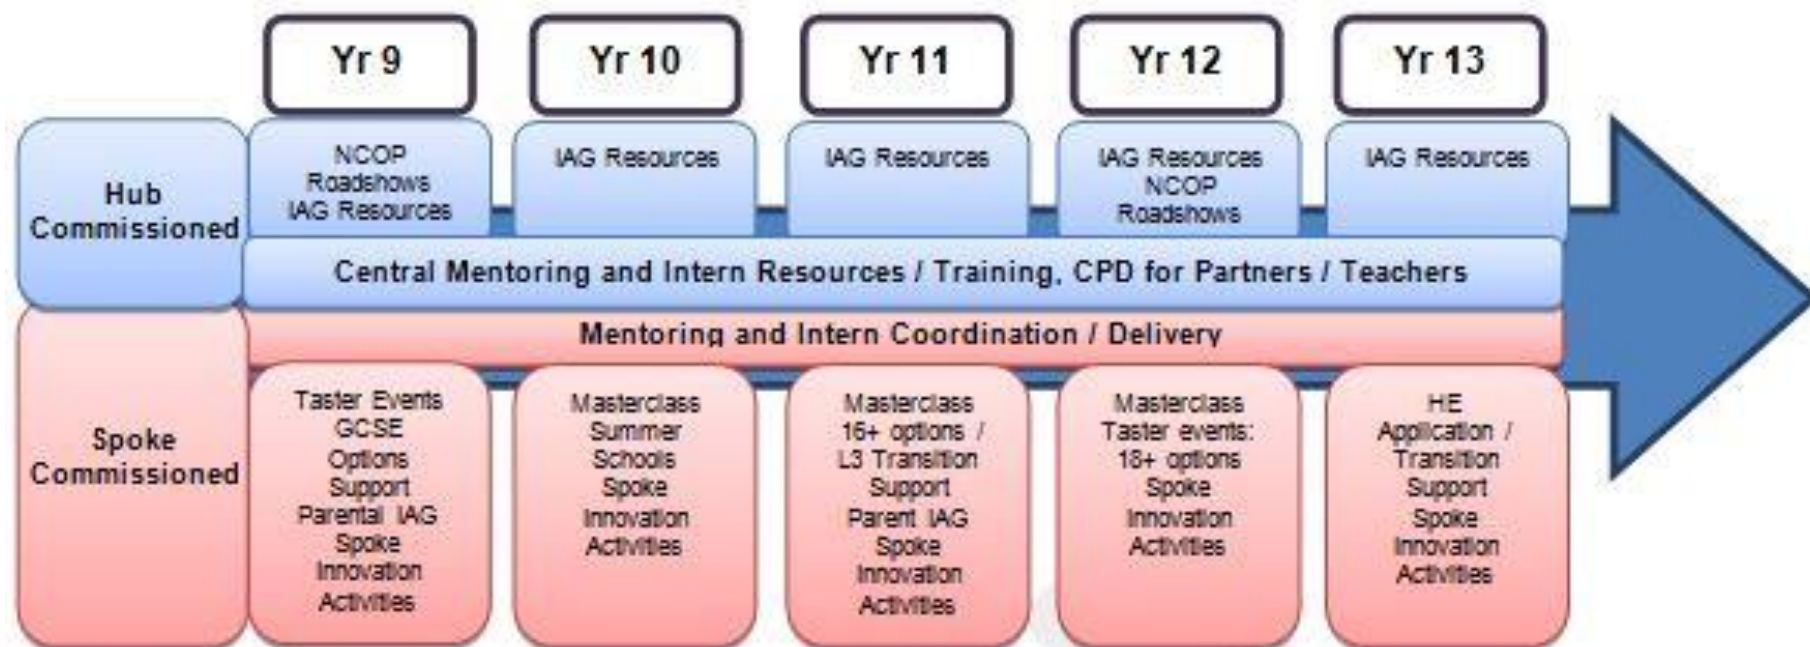 Yr 9
Yr 10
Yr 11
Yr 12
Yr 13
Hub
Commissioned
NCOP
Roadshows
IAG Resources
IAG Resources
IAG Resources
IAG Resources
NCOP
Roadshows
IAG Resources
Central Mentoring and Intern Resources / Training, CPD for Partners / Teachers
Mentoring and Intern Coordination / Delivery
Spoke
Commissioned
Taster Events
GCSE
Options
Support
Parental IAG
Spoke
Innovation
Activities
Masterclass
Summer
Schools
Spoke
Innovation
Activities
Masterclass
16+ options /
L3 Transition
Support
Parent IAG
Spoke
Innovation
Activities
Masterclass
Taster events:
18+ options
Spoke
Innovation
Activities
HE
Application /
Transition
Support
Spoke
Innovation
Activities